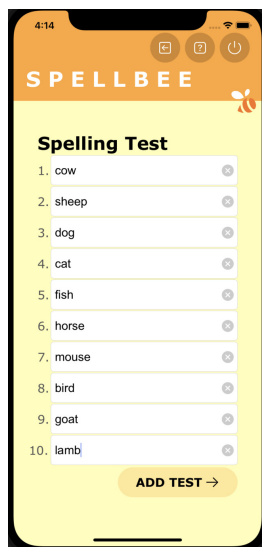 4:14
SPELLBEE
Spelling Test
1. cow
2. sheep
3. dog
4. cat
5. fish
6. horse
7. mouse
8. bird
9. goat
10. lamb
ADD TEST →